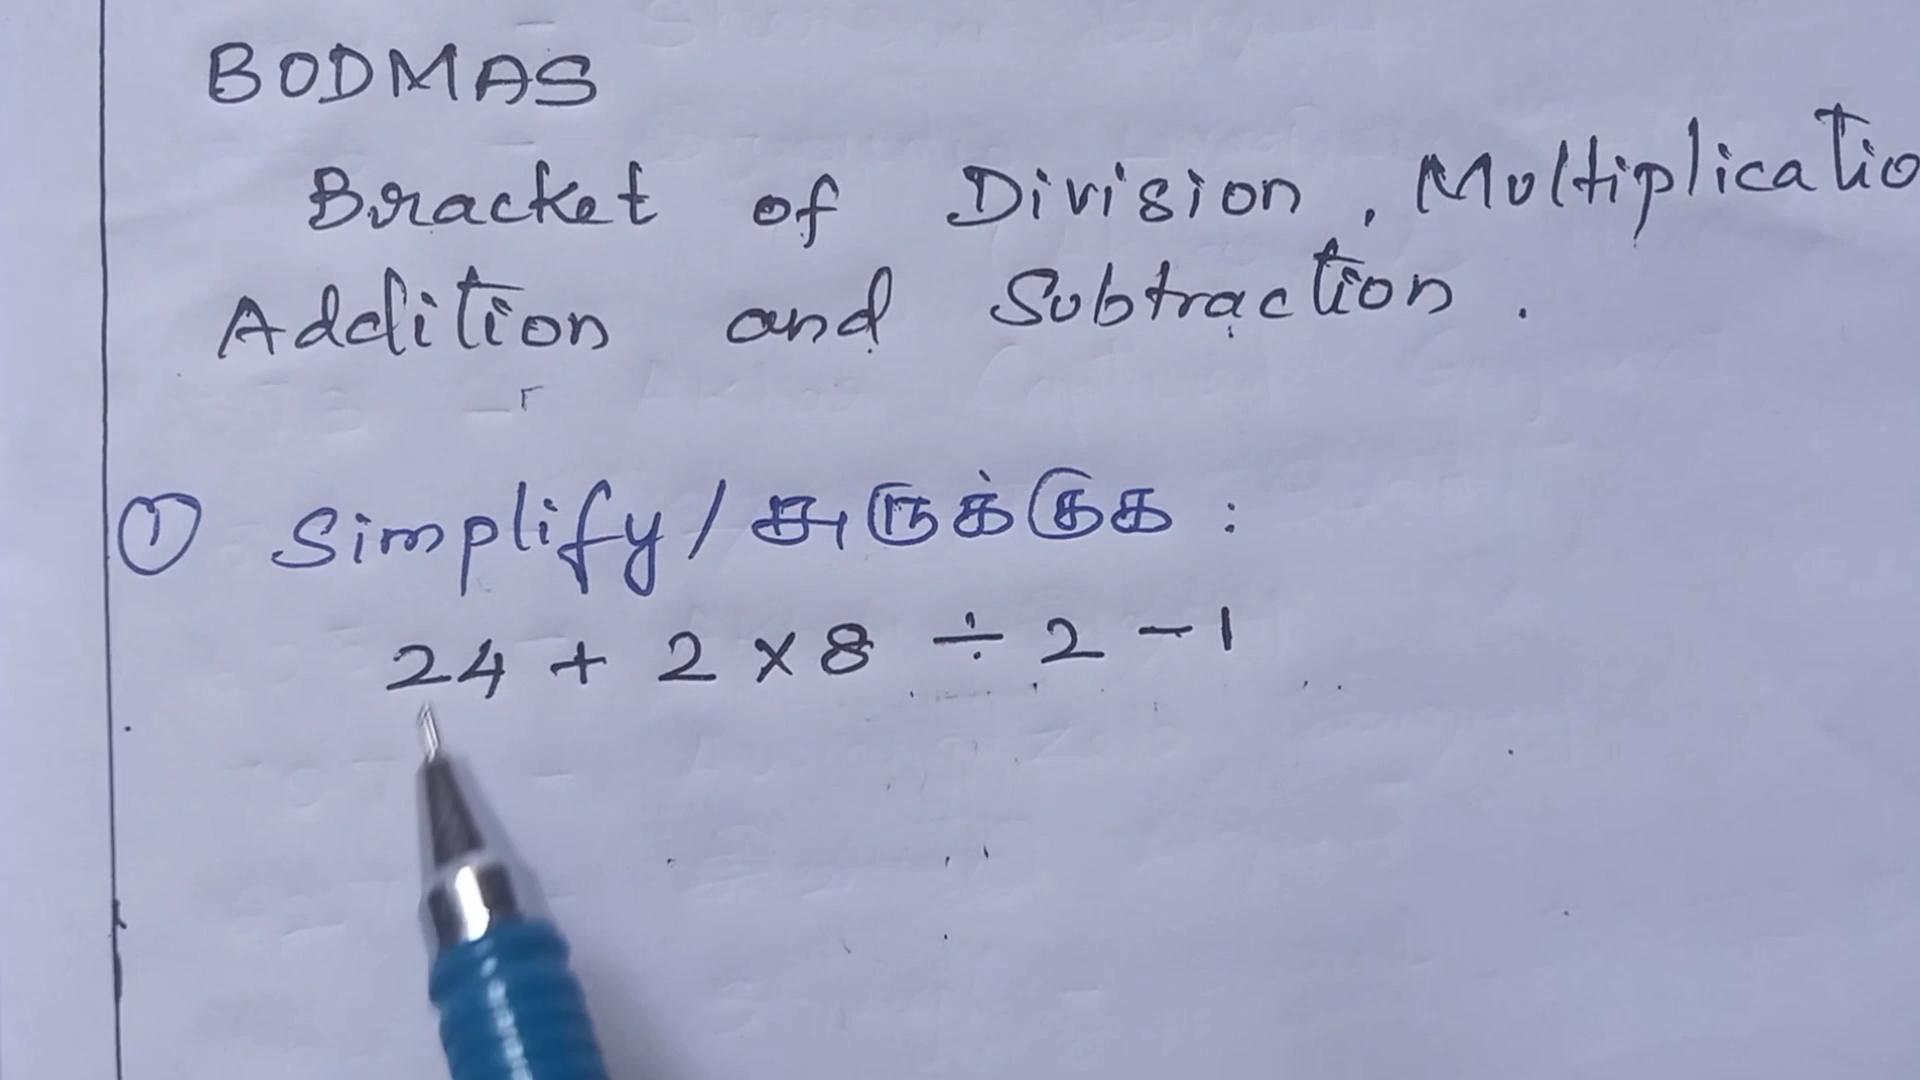 BODMAS
Bracket of Division, Multiplicatio
Addition and Subtraction.
① Simplify / சுருக்குக :
24 + 2 × 8 ÷ 2 - 1